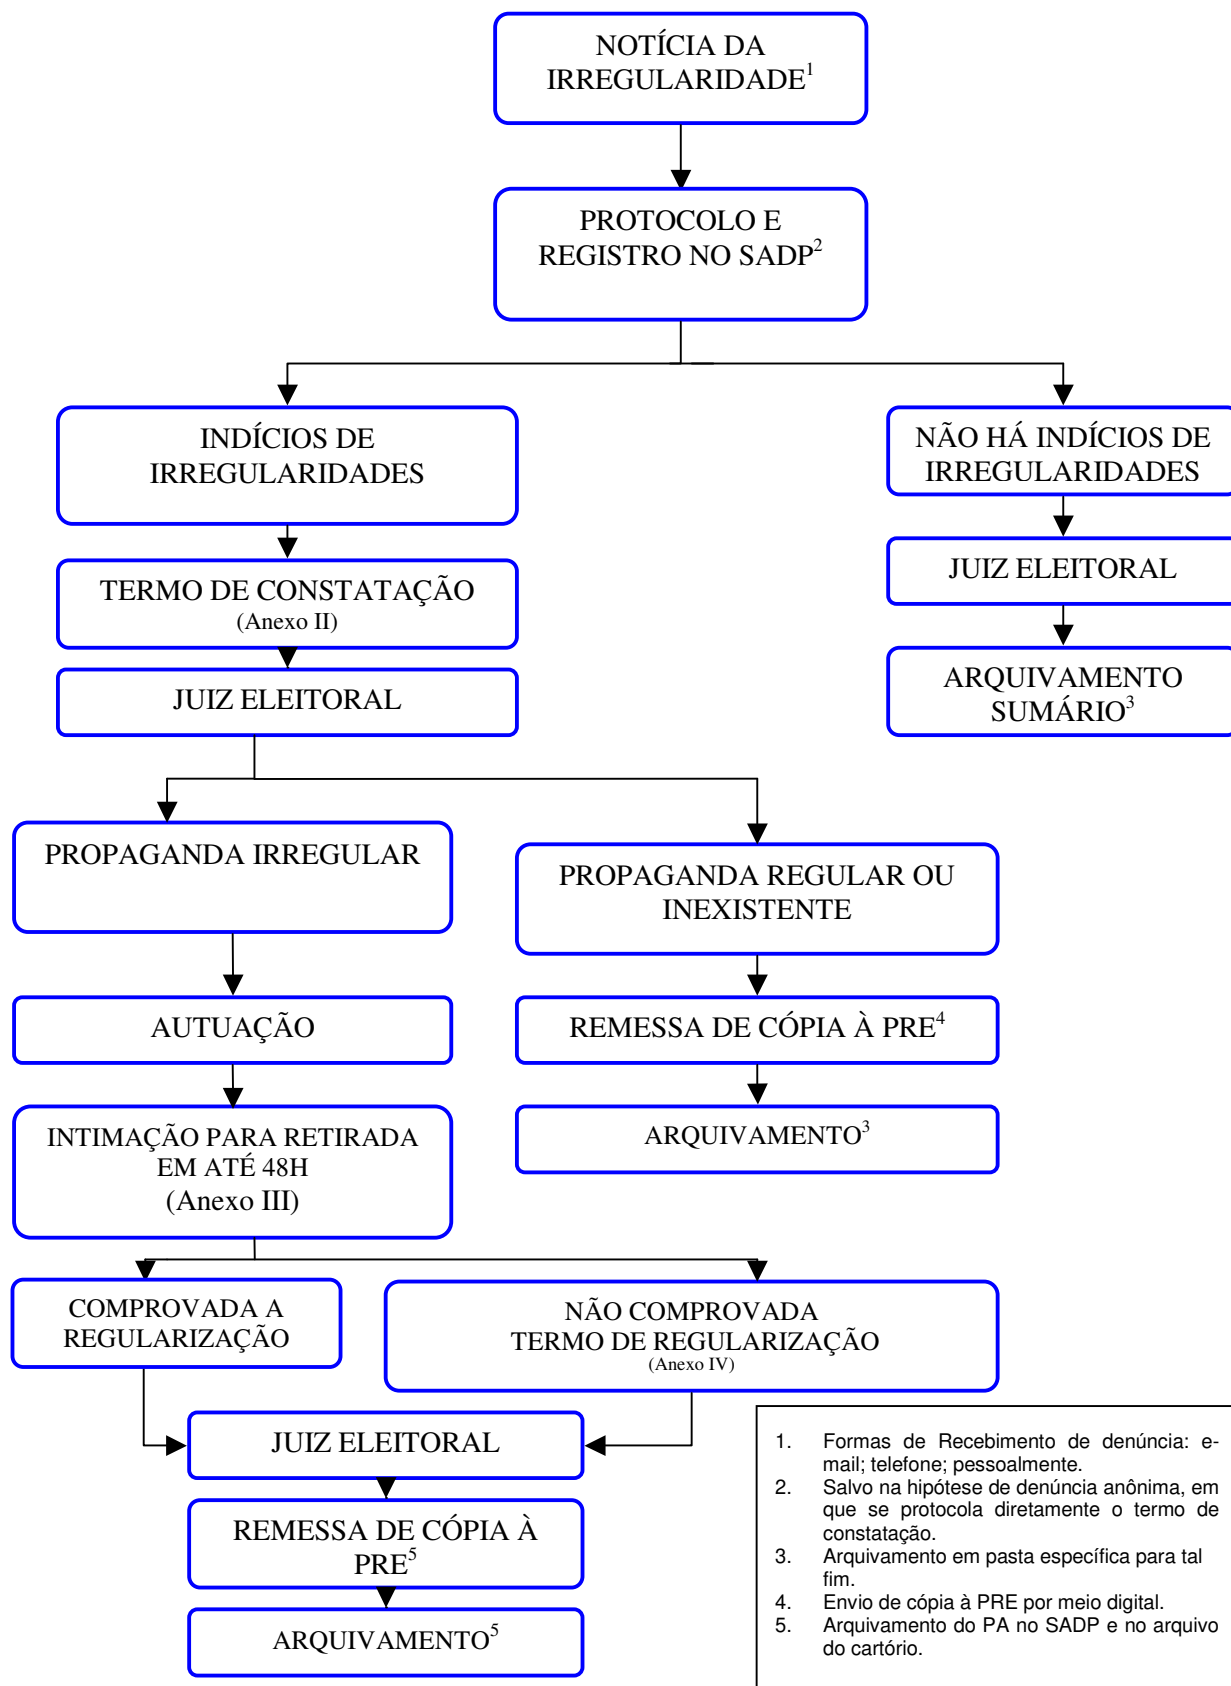 NOTÍCIA DA
IRREGULARIDADE¹
PROTOCOLO E
REGISTRO NO SADP²
INDÍCIOS DE
IRREGULARIDADES
NÃO HÁ INDÍCIOS DE
IRREGULARIDADES
TERMO DE CONSTATAÇÃO
(Anexo II)
JUIZ ELEITORAL
JUIZ ELEITORAL
ARQUIVAMENTO
SUMÁRIO³
PROPAGANDA IRREGULAR
PROPAGANDA REGULAR OU
INEXISTENTE
AUTUAÇÃO
REMESSA DE CÓPIA À PRE⁴
INTIMAÇÃO PARA RETIRADA
EM ATÉ 48H
(Anexo III)
ARQUIVAMENTO³
COMPROVADA A
REGULARIZAÇÃO
NÃO COMPROVADA
TERMO DE REGULARIZAÇÃO
(Anexo IV)
JUIZ ELEITORAL
REMESSA DE CÓPIA À
PRE⁵
ARQUIVAMENTO⁵
1. Formas de Recebimento de denúncia: e-
mail; telefone; pessoalmente.
2. Salvo na hipótese de denúncia anônima, em
que se protocola diretamente o termo de
constatação.
3. Arquivamento em pasta específica para tal
fim.
4. Envio de cópia à PRE por meio digital.
5. Arquivamento do PA no SADP e no arquivo
do cartório.